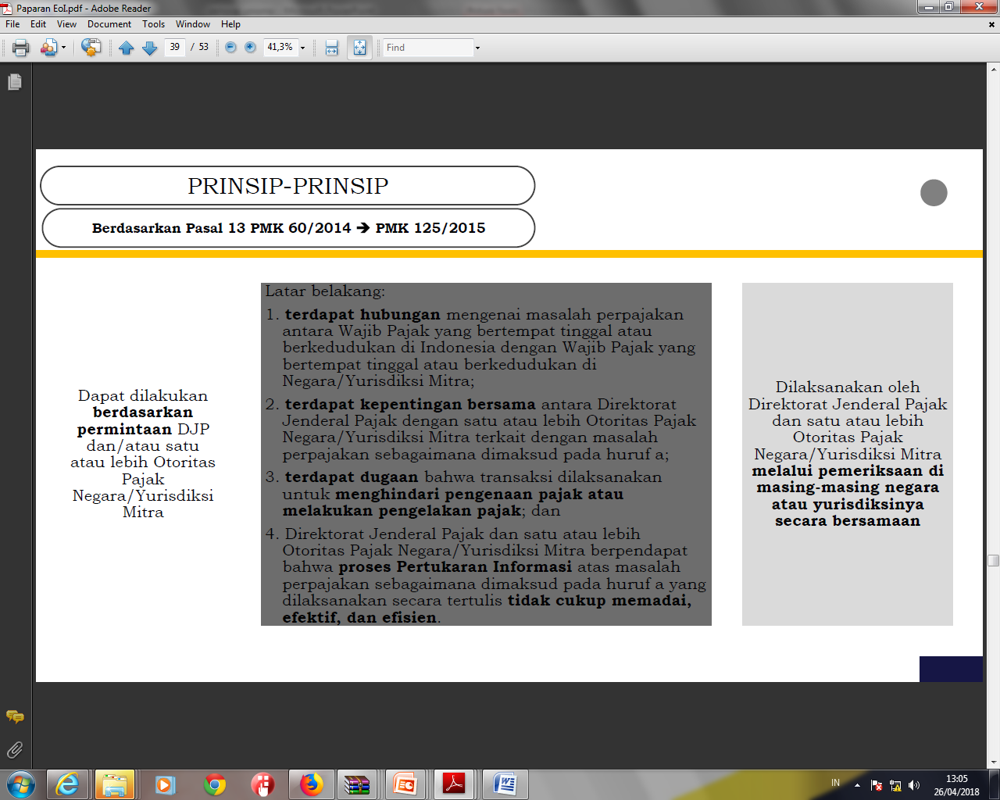 Paparan EoI.pdf - Adobe Reader
File Edit View Document Tools Window Help
39 / 53 41,3% Find
PRINSIP-PRINSIP
Berdasarkan Pasal 13 PMK 60/2014 ➔ PMK 125/2015
Dapat dilakukan
berdasarkan
permintaan DJP
dan/atau satu
atau lebih Otoritas
Pajak
Negara/Yurisdiksi
Mitra
Latar belakang:
1. terdapat hubungan mengenai masalah perpajakan
antara Wajib Pajak yang bertempat tinggal atau
berkedudukan di Indonesia dengan Wajib Pajak yang
bertempat tinggal atau berkedudukan di
Negara/Yurisdiksi Mitra;
2. terdapat kepentingan bersama antara Direktorat
Jenderal Pajak dengan satu atau lebih Otoritas Pajak
Negara/Yurisdiksi Mitra terkait dengan masalah
perpajakan sebagaimana dimaksud pada huruf a;
3. terdapat dugaan bahwa transaksi dilaksanakan
untuk menghindari pengenaan pajak atau
melakukan pengelakan pajak; dan
4. Direktorat Jenderal Pajak dan satu atau lebih
Otoritas Pajak Negara/Yurisdiksi Mitra berpendapat
bahwa proses Pertukaran Informasi atas masalah
perpajakan sebagaimana dimaksud pada huruf a yang
dilaksanakan secara tertulis tidak cukup memadai,
efektif, dan efisien.
Dilaksanakan oleh
Direktorat Jenderal Pajak
dan satu atau lebih
Otoritas Pajak
Negara/Yurisdiksi Mitra
melalui pemeriksaan di
masing-masing negara
atau yurisdiksinya
secara bersamaan
IN
13:05
26/04/2018